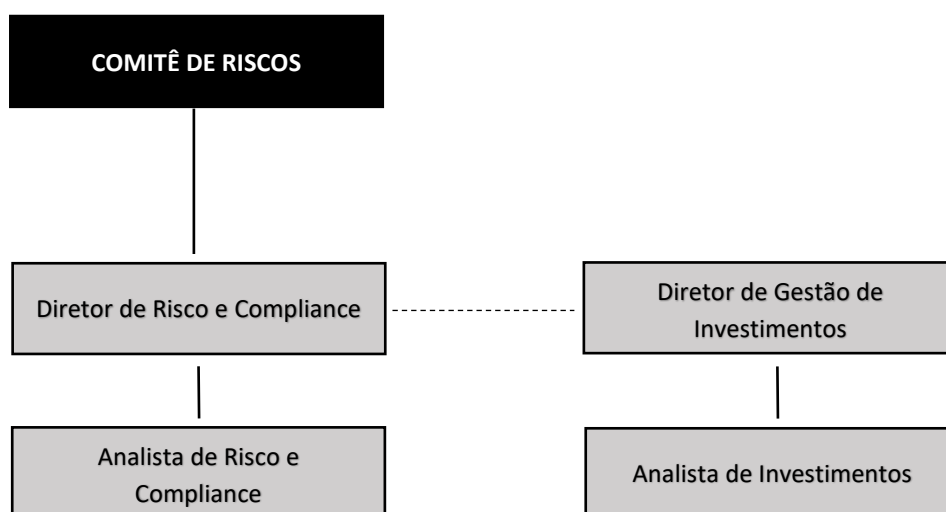 COMITÊ DE RISCOS
Diretor de Risco e Compliance
Diretor de Gestão de
Investimentos
Analista de Risco e
Compliance
Analista de Investimentos